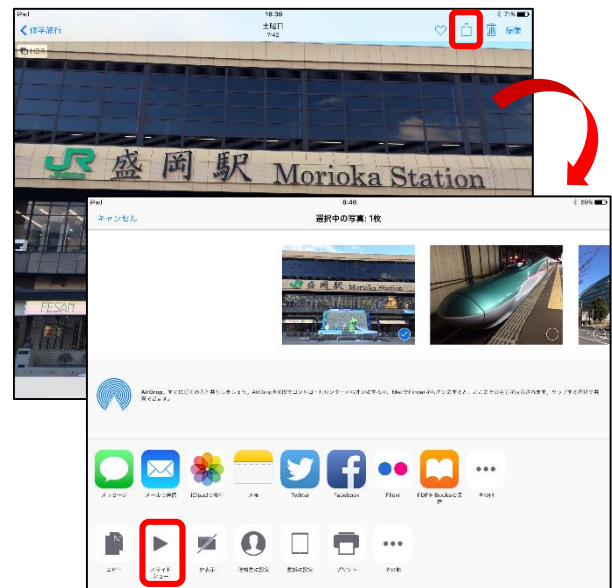 iPad
18:39
71%
修学旅行
土曜日
7:42
編集
HDR
JR 盛岡駅 Morioka Station
FESAN
iPad
8:46
89%
キャンセル
選択中の写真: 1枚
盛岡駅 Morioka Station
メッセージ
メールで送信
iCloudで共有
メモ
Twitter
Facebook
Flickr
その他
コピー
スライド
ショー
非表示
プリント
その他